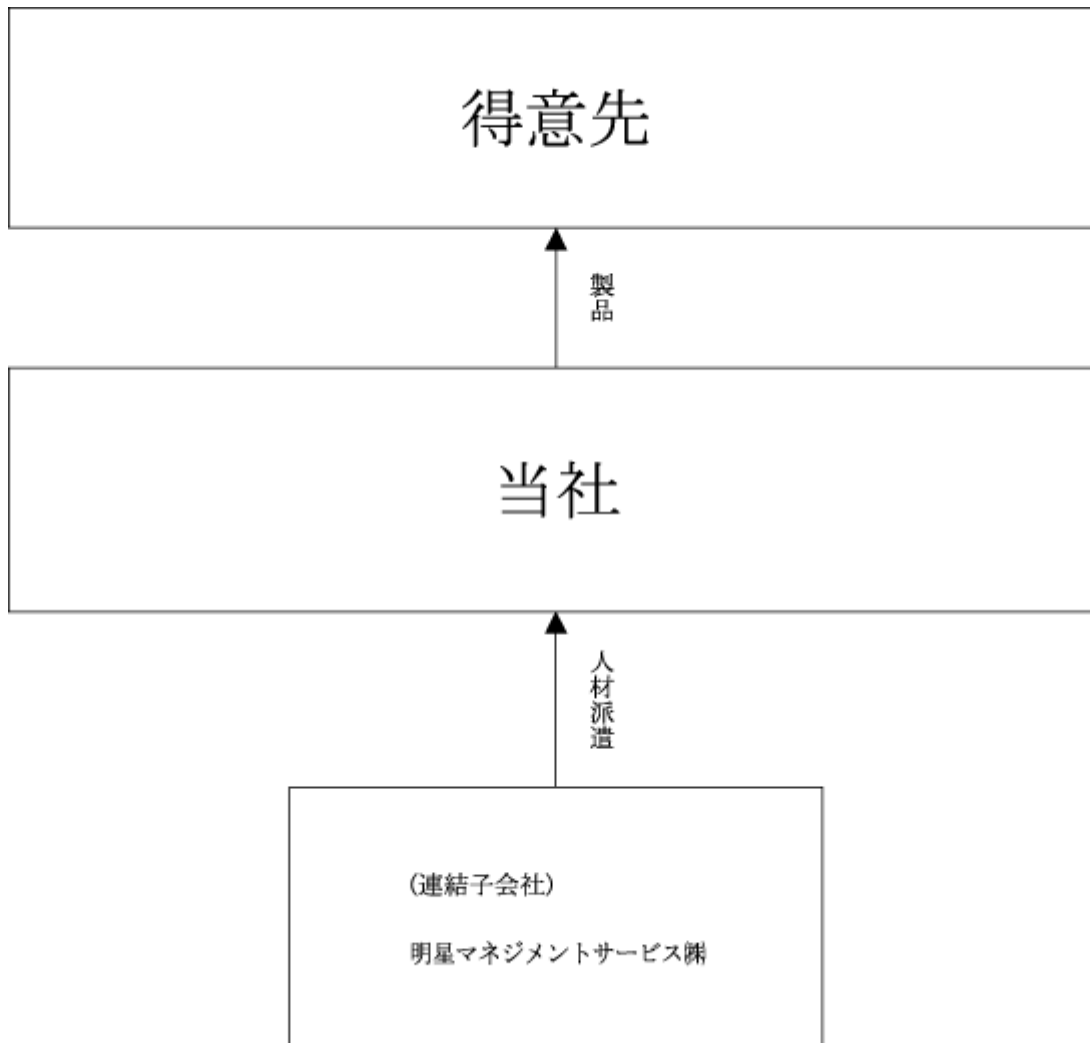 得意先
製品
当社
人材派遣
(連結子会社)
明星マネジメントサービス㈱